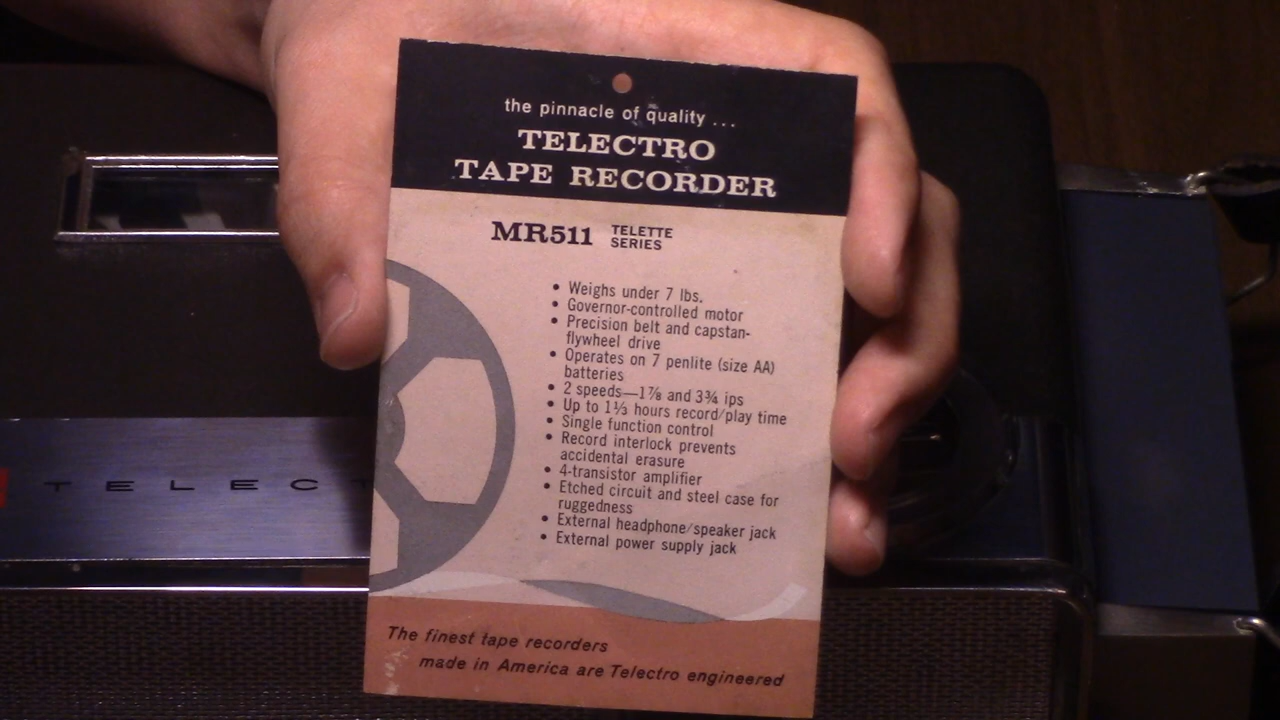 the pinnacle of quality ...
TELECTRO
TAPE RECORDER
MR511 TELETTE
SERIES
• Weighs under 7 lbs.
• Governor-controlled motor
• Precision belt and capstan-
flywheel drive
• Operates on 7 penlite (size AA)
batteries
• 2 speeds—1⅞ and 3¾ ips
• Up to 1⅓ hours record/play time
• Single function control
• Record interlock prevents
accidental erasure
• 4-transistor amplifier
• Etched circuit and steel case for
ruggedness
• External headphone/speaker jack
• External power supply jack
The finest tape recorders
made in America are Telectro engineered
TELECT